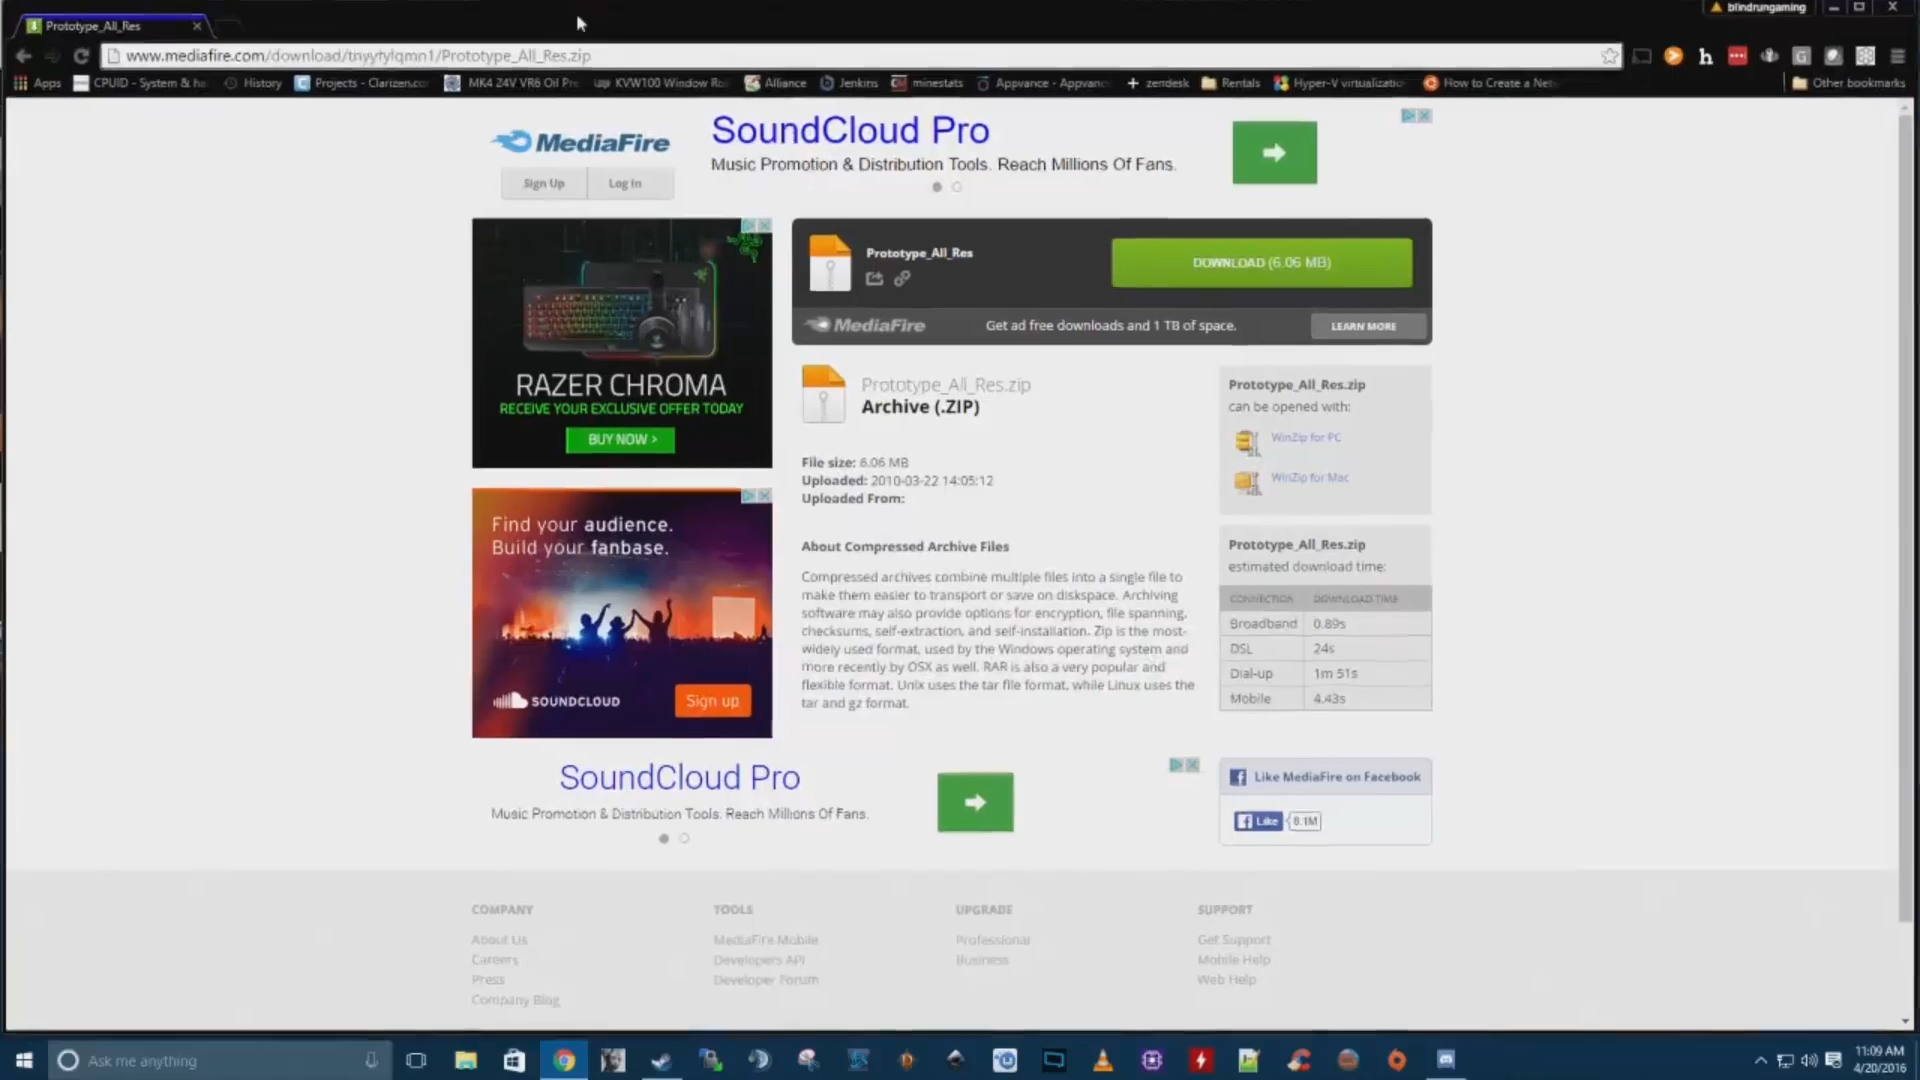 Prototype_All_Res
blindrungaming
www.mediafire.com/download/tnyyfylqmn1/Prototype_All_Res.zip
Apps
CPUID - System & ha
History
Projects - Clarizen.co
MK4 24V VR6 Oil Pr
KVW100 Window Ro
Alliance
Jenkins
minestats
Appvance - Appvanc
zendesk
Rentals
Hyper-V virtualizatio
How to Create a Net
Other bookmarks
MediaFire
Sign Up
Log In
SoundCloud Pro
Music Promotion & Distribution Tools. Reach Millions Of Fans.
RAZER CHROMA
RECEIVE YOUR EXCLUSIVE OFFER TODAY
BUY NOW >
Prototype_All_Res
DOWNLOAD (6.06 MB)
MediaFire
Get ad free downloads and 1 TB of space.
LEARN MORE
Prototype_All_Res.zip
Archive (.ZIP)
File size: 6.06 MB
Uploaded: 2010-03-22 14:05:12
Uploaded From:
About Compressed Archive Files
Compressed archives combine multiple files into a single file to
make them easier to transport or save on diskspace. Archiving
software may also provide options for encryption, file spanning,
checksums, self-extraction, and self-installation. Zip is the most-
widely used format, used by the Windows operating system and
more recently by OSX as well. RAR is also a very popular and
flexible format. Unix uses the tar file format, while Linux uses the
tar and gz format.
Prototype_All_Res.zip
can be opened with:
WinZip for PC
WinZip for Mac
Prototype_All_Res.zip
estimated download time:
CONNECTION DOWNLOAD TIME
Broadband 0.89s
DSL 24s
Dial-up 1m 51s
Mobile 4.43s
Find your audience.
Build your fanbase.
SOUNDCLOUD
Sign up
SoundCloud Pro
Music Promotion & Distribution Tools. Reach Millions Of Fans.
Like MediaFire on Facebook
Like 8.1M
COMPANY
About Us
Careers
Press
Company Blog
TOOLS
MediaFire Mobile
Developers API
Developer Forum
UPGRADE
Professional
Business
SUPPORT
Get Support
Mobile Help
Web Help
Ask me anything
11:09 AM
4/20/2016